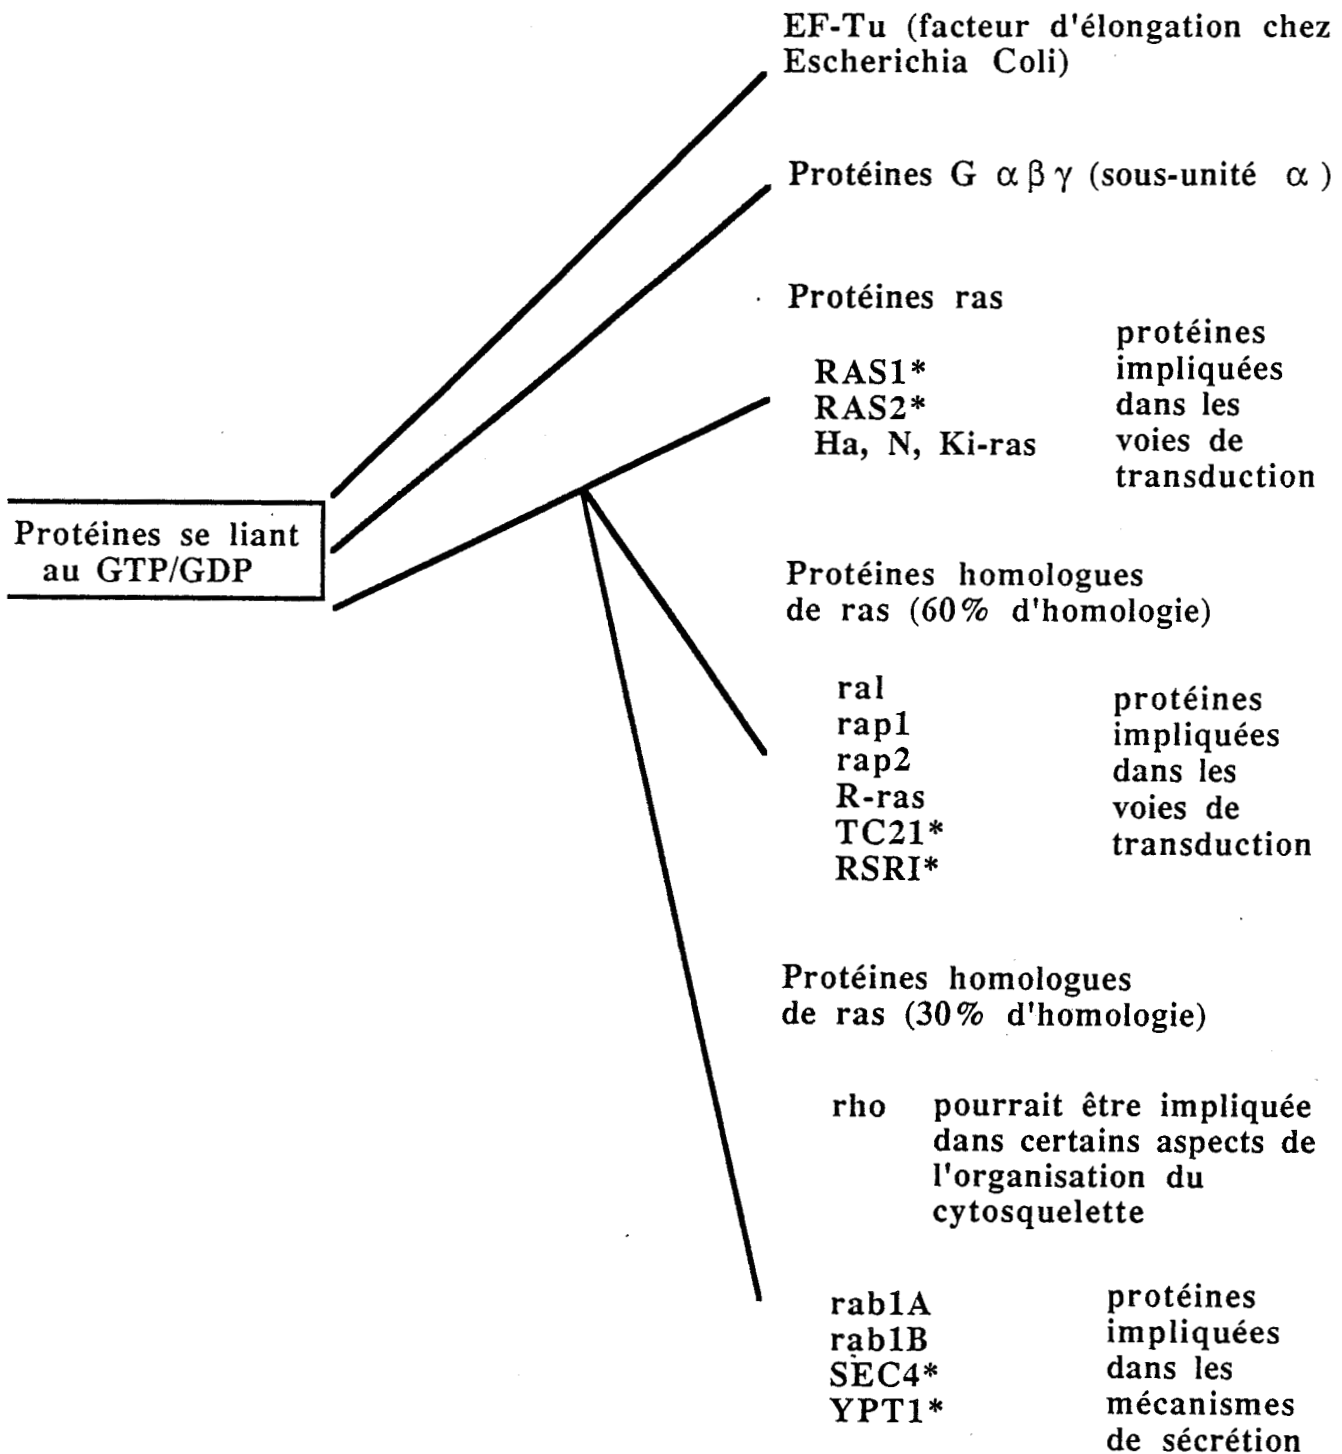 EF-Tu (facteur d'élongation chez
Escherichia Coli)
Protéines G α β γ (sous-unité α )
Protéines ras
RAS1*
RAS2*
Ha, N, Ki-ras
protéines
impliquées
dans les
voies de
transduction
Protéines se liant
au GTP/GDP
Protéines homologues
de ras (60% d'homologie)
ral
rap1
rap2
R-ras
TC21*
RSRI*
protéines
impliquées
dans les
voies de
transduction
Protéines homologues
de ras (30% d'homologie)
rho
pourrait être impliquée
dans certains aspects de
l'organisation du
cytosquelette
rab1A
rab1B
SEC4*
YPT1*
protéines
impliquées
dans les
mécanismes
de sécrétion